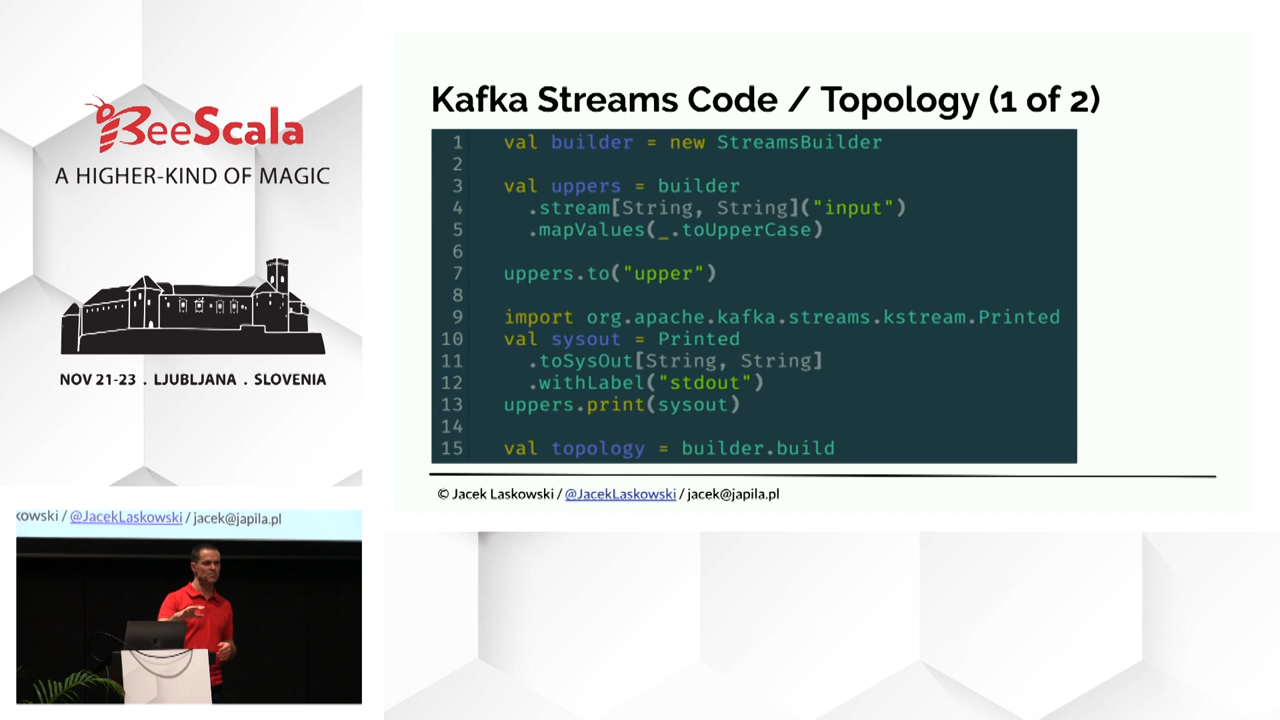 BeeScala
A HIGHER-KIND OF MAGIC
NOV 21-23 . LJUBLJANA . SLOVENIA
Kafka Streams Code / Topology (1 of 2)
1 val builder = new StreamsBuilder
2
3 val uppers = builder
4 .stream[String, String]("input")
5 .mapValues(_.toUpperCase)
6
7 uppers.to("upper")
8
9 import org.apache.kafka.streams.kstream.Printed
10 val sysout = Printed
11 .toSysOut[String, String]
12 .withLabel("stdout")
13 uppers.print(sysout)
14
15 val topology = builder.build
© Jacek Laskowski / @JacekLaskowski / jacek@japila.pl
kowski / @JacekLaskowski / jacek@japila.pl